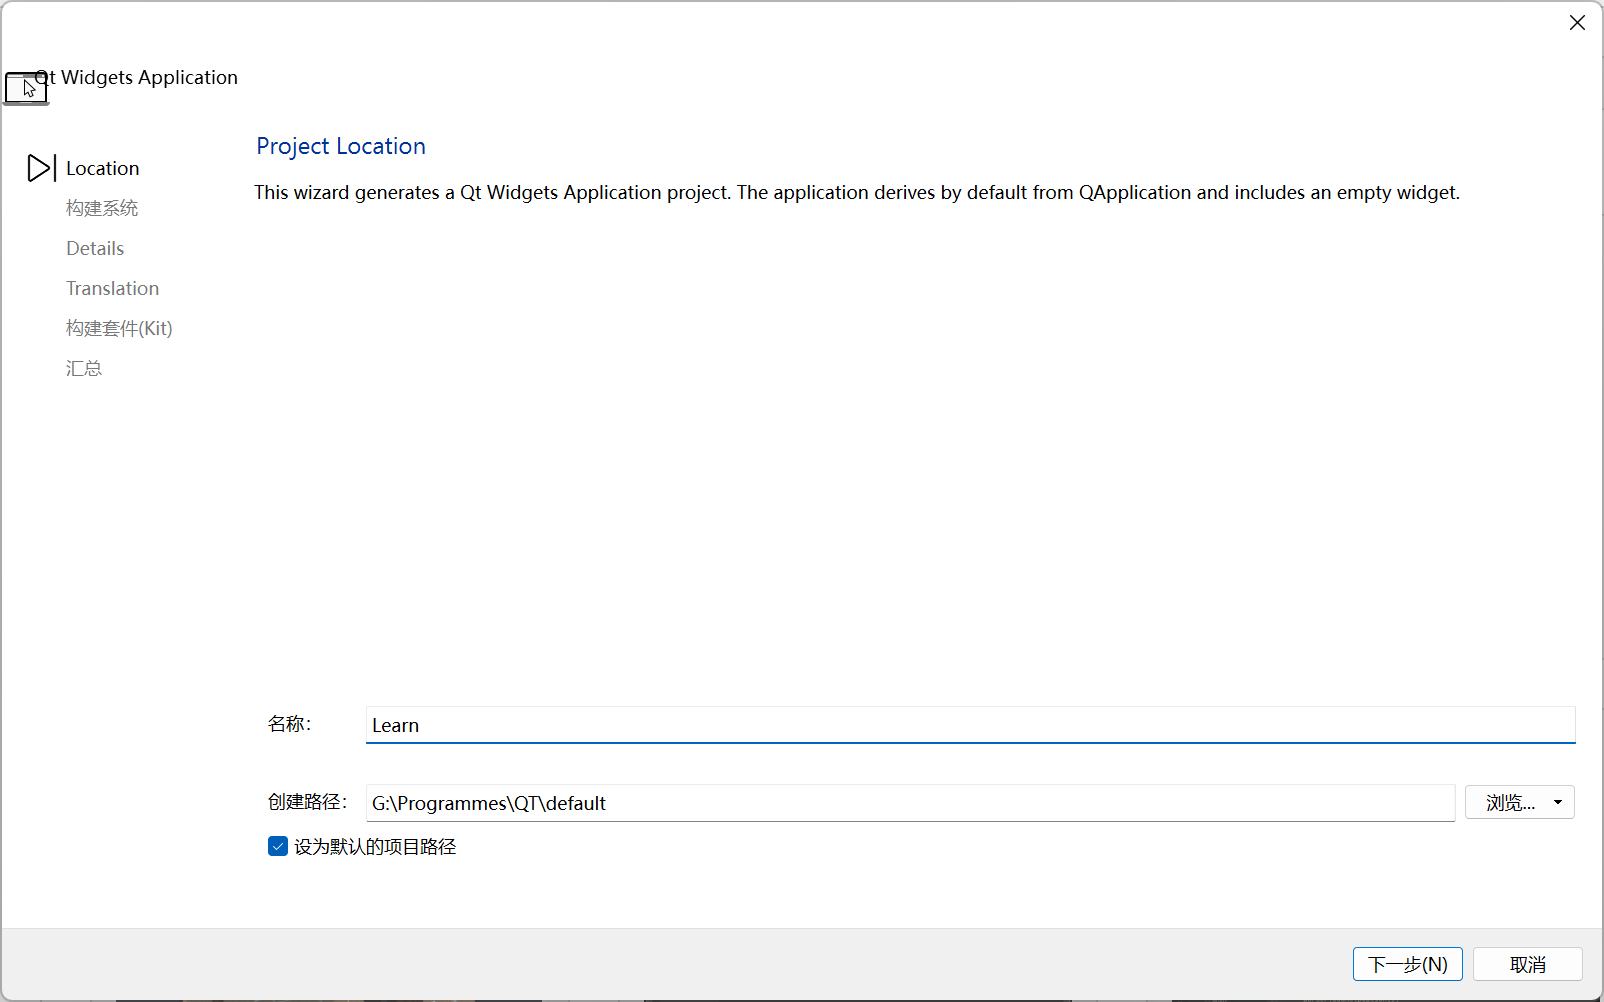 Qt Widgets Application
Location
构建系统
Details
Translation
构建套件(Kit)
汇总
Project Location
This wizard generates a Qt Widgets Application project. The application derives by default from QApplication and includes an empty widget.
名称：
Learn
创建路径：
G:\Programmes\QT\default
浏览...
设为默认的项目路径
下一步(N)
取消